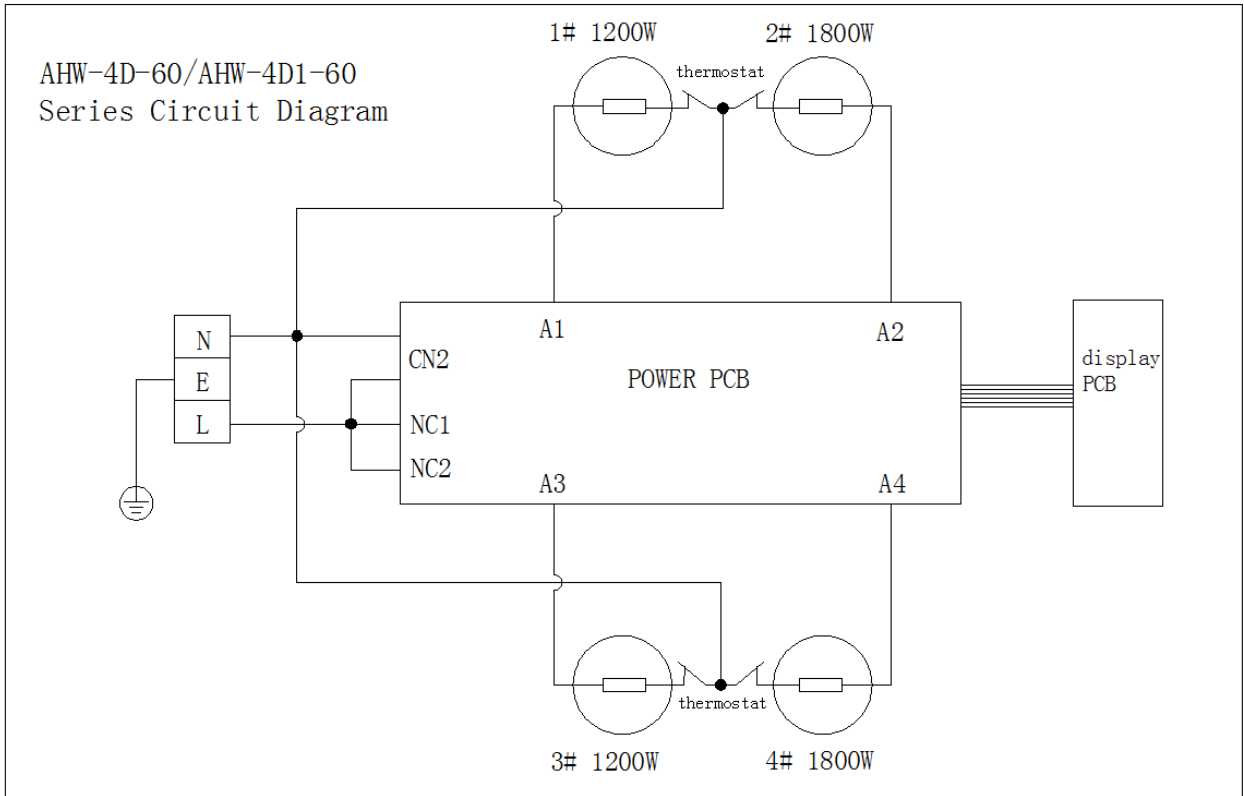 AHW-4D-60/AHW-4D1-60
Series Circuit Diagram
1# 1200W
2# 1800W
thermostat
N
E
L
CN2
NC1
NC2
A1
A2
POWER PCB
A3
A4
display
PCB
thermostat
3# 1200W
4# 1800W